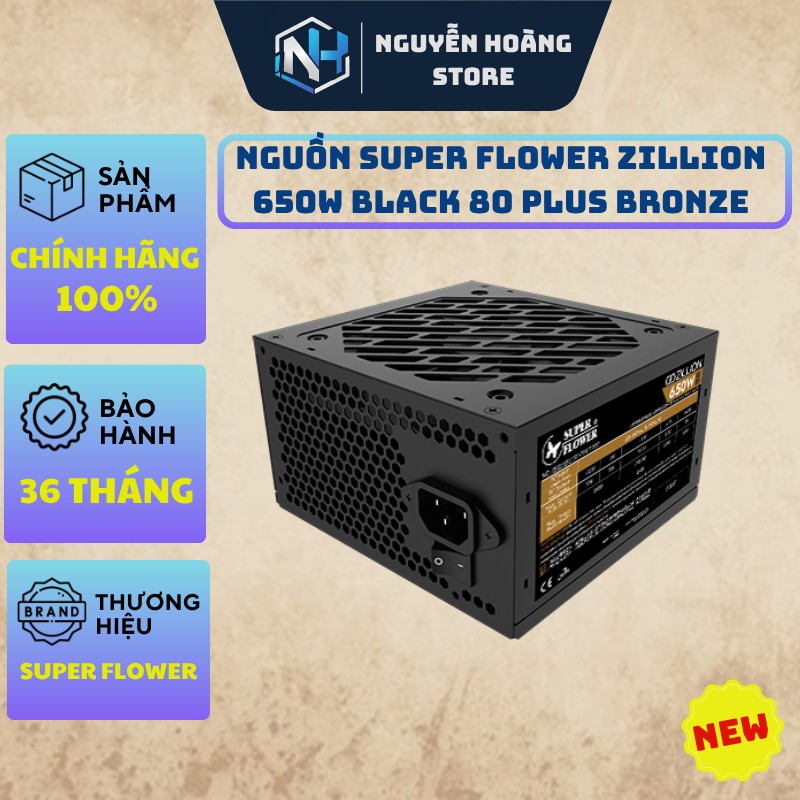 NGUYỄN HOÀNG
STORE
NGUỒN SUPER FLOWER ZILLION
650W BLACK 80 PLUS BRONZE
SẢN
PHẨM
CHÍNH HÃNG
100%
BẢO
HÀNH
36 THÁNG
BRAND
THƯƠNG
HIỆU
SUPER FLOWER
ZILLION
650W
SUPER
FLOWER
NEW